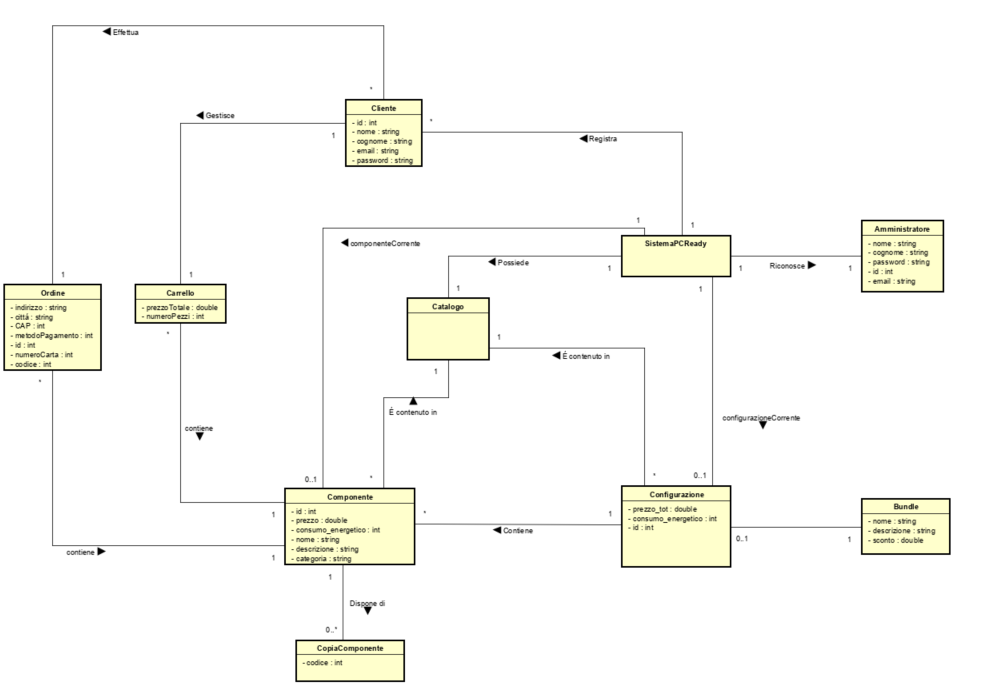 Effettua
*
Cliente
- id : int
- nome : string
- cognome : string
- email : string
- password : string
Gestisce
1
*
Registra
1
1
componenteCorrente
SistemaPCReady
Possiede
1
1
Riconosce
1
1
Amministratore
- nome : string
- cognome : string
- password : string
- id : int
- email : string
1
1
1
Ordine
- indirizzo : string
- città : string
- CAP : int
- metodoPagamento : int
- id : int
- numeroCarta : int
- codice : int
*
Carrello
- prezzoTotale : double
- numeroPezzi : int
*
Catalogo
1
È contenuto in
1
È contenuto in
contiene
configurazioneCorrente
0..1
*
*
0..1
Componente
- id : int
- prezzo : double
- consumo_energetico : int
- nome : string
- descrizione : string
- categoria : string
1
contiene
1
*
Contiene
1
Configurazione
- prezzo_tot : double
- consumo_energetico : int
- id : int
0..1
1
Bundle
- nome : string
- descrizione : string
- sconto : double
1
Dispone di
0..*
CopiaComponente
- codice : int